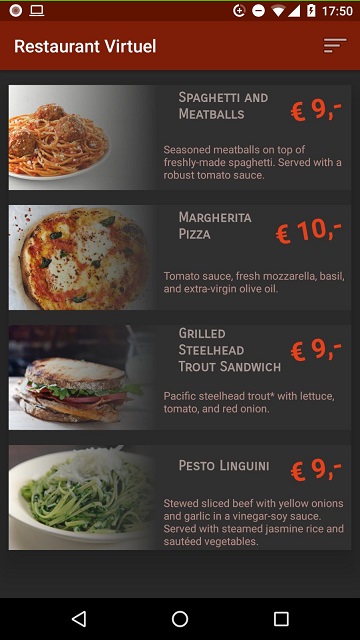 17:50
Restaurant Virtuel
Spaghetti and
Meatballs
€ 9,-
Seasoned meatballs on top of
freshly-made spaghetti. Served with a
robust tomato sauce.
Margherita
Pizza
€ 10,-
Tomato sauce, fresh mozzarella, basil,
and extra-virgin olive oil.
Grilled
Steelhead
Trout Sandwich
€ 9,-
Pacific steelhead trout* with lettuce,
tomato, and red onion.
Pesto Linguini
€ 9,-
Stewed sliced beef with yellow onions
and garlic in a vinegar-soy sauce.
Served with steamed jasmine rice and
sautéed vegetables.